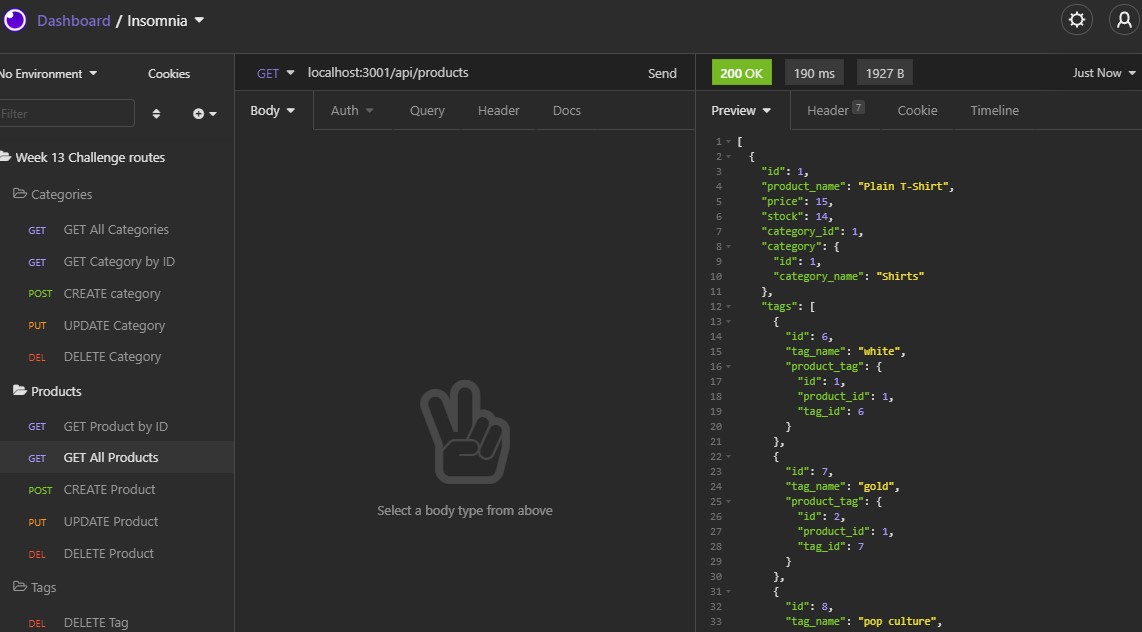 Dashboard / Insomnia
No Environment
Cookies
Filter
Week 13 Challenge routes
Categories
GET GET All Categories
GET GET Category by ID
POST CREATE category
PUT UPDATE Category
DEL DELETE Category
Products
GET GET Product by ID
GET GET All Products
POST CREATE Product
PUT UPDATE Product
DEL DELETE Product
Tags
DEL DELETE Tag
GET localhost:3001/api/products Send
Body Auth Query Header Docs
Select a body type from above
200 OK 190 ms 1927 B Just Now
Preview Header 7 Cookie Timeline
1 [
2 {
3 "id": 1,
4 "product_name": "Plain T-Shirt",
5 "price": 15,
6 "stock": 14,
7 "category_id": 1,
8 "category": {
9 "id": 1,
10 "category_name": "Shirts"
11 },
12 "tags": [
13 {
14 "id": 6,
15 "tag_name": "white",
16 "product_tag": {
17 "id": 1,
18 "product_id": 1,
19 "tag_id": 6
20 }
21 },
22 {
23 "id": 7,
24 "tag_name": "gold",
25 "product_tag": {
26 "id": 2,
27 "product_id": 1,
28 "tag_id": 7
29 }
30 },
31 {
32 "id": 8,
33 "tag_name": "pop culture",